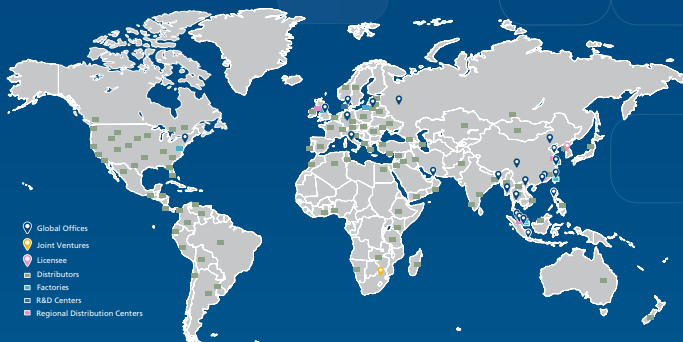 Global Offices
Joint Ventures
Licensee
Distributors
Factories
R&D Centers
Regional Distribution Centers